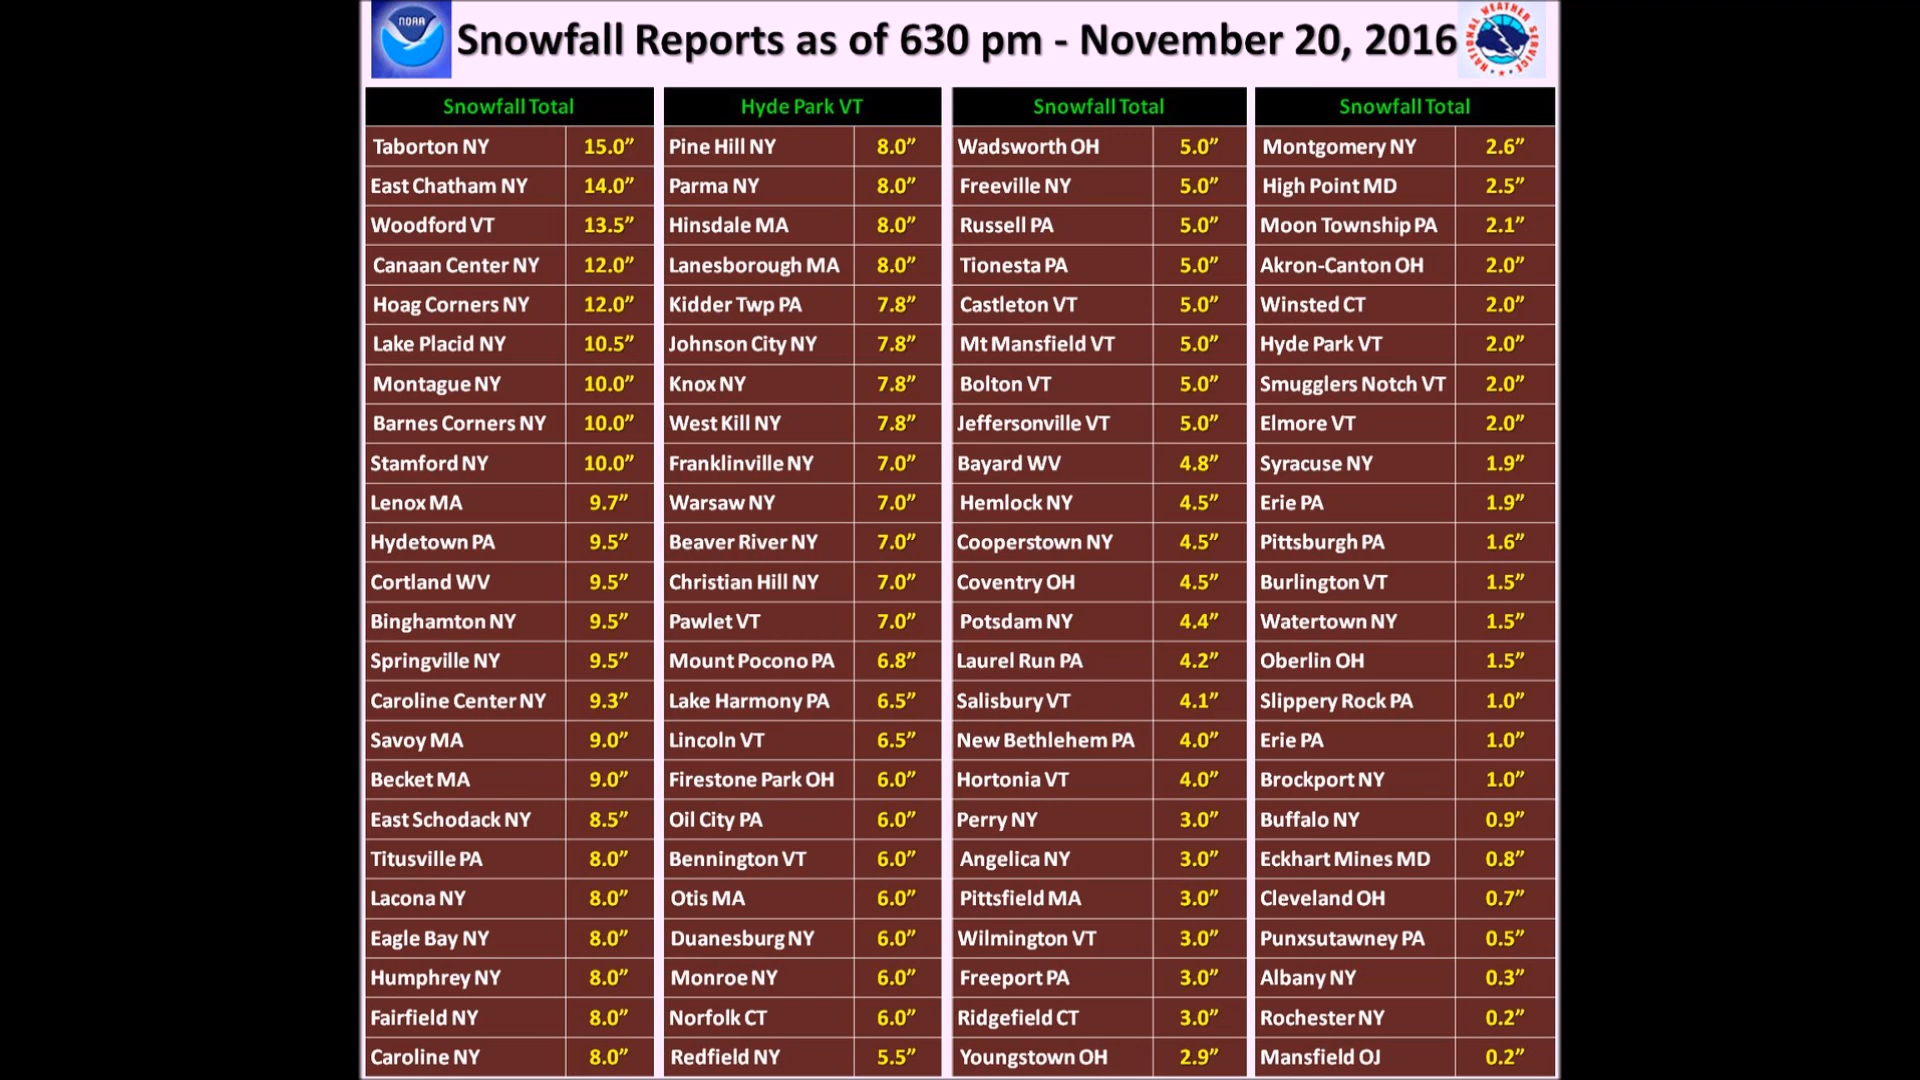 NOAA
Snowfall Reports as of 630 pm - November 20, 2016
NATIONAL WEATHER SERVICE
Snowfall Total
Taborton NY 15.0”
East Chatham NY 14.0”
Woodford VT 13.5”
Canaan Center NY 12.0”
Hoag Corners NY 12.0”
Lake Placid NY 10.5”
Montague NY 10.0”
Barnes Corners NY 10.0”
Stamford NY 10.0”
Lenox MA 9.7”
Hydetown PA 9.5”
Cortland WV 9.5”
Binghamton NY 9.5”
Springville NY 9.5”
Caroline Center NY 9.3”
Savoy MA 9.0”
Becket MA 9.0”
East Schodack NY 8.5”
Titusville PA 8.0”
Lacona NY 8.0”
Eagle Bay NY 8.0”
Humphrey NY 8.0”
Fairfield NY 8.0”
Caroline NY 8.0”
Hyde Park VT
Pine Hill NY 8.0”
Parma NY 8.0”
Hinsdale MA 8.0”
Lanesborough MA 8.0”
Kidder Twp PA 7.8”
Johnson City NY 7.8”
Knox NY 7.8”
West Kill NY 7.8”
Franklinville NY 7.0”
Warsaw NY 7.0”
Beaver River NY 7.0”
Christian Hill NY 7.0”
Pawlet VT 7.0”
Mount Pocono PA 6.8”
Lake Harmony PA 6.5”
Lincoln VT 6.5”
Firestone Park OH 6.0”
Oil City PA 6.0”
Bennington VT 6.0”
Otis MA 6.0”
Duanesburg NY 6.0”
Monroe NY 6.0”
Norfolk CT 6.0”
Redfield NY 5.5”
Snowfall Total
Wadsworth OH 5.0”
Freeville NY 5.0”
Russell PA 5.0”
Tionesta PA 5.0”
Castleton VT 5.0”
Mt Mansfield VT 5.0”
Bolton VT 5.0”
Jeffersonville VT 5.0”
Bayard WV 4.8”
Hemlock NY 4.5”
Cooperstown NY 4.5”
Coventry OH 4.5”
Potsdam NY 4.4”
Laurel Run PA 4.2”
Salisbury VT 4.1”
New Bethlehem PA 4.0”
Hortonia VT 4.0”
Perry NY 3.0”
Angelica NY 3.0”
Pittsfield MA 3.0”
Wilmington VT 3.0”
Freeport PA 3.0”
Ridgefield CT 3.0”
Youngstown OH 2.9”
Snowfall Total
Montgomery NY 2.6”
High Point MD 2.5”
Moon Township PA 2.1”
Akron-Canton OH 2.0”
Winsted CT 2.0”
Hyde Park VT 2.0”
Smugglers Notch VT 2.0”
Elmore VT 2.0”
Syracuse NY 1.9”
Erie PA 1.9”
Pittsburgh PA 1.6”
Burlington VT 1.5”
Watertown NY 1.5”
Oberlin OH 1.5”
Slippery Rock PA 1.0”
Erie PA 1.0”
Brockport NY 1.0”
Buffalo NY 0.9”
Eckhart Mines MD 0.8”
Cleveland OH 0.7”
Punxsutawney PA 0.5”
Albany NY 0.3”
Rochester NY 0.2”
Mansfield OJ 0.2”